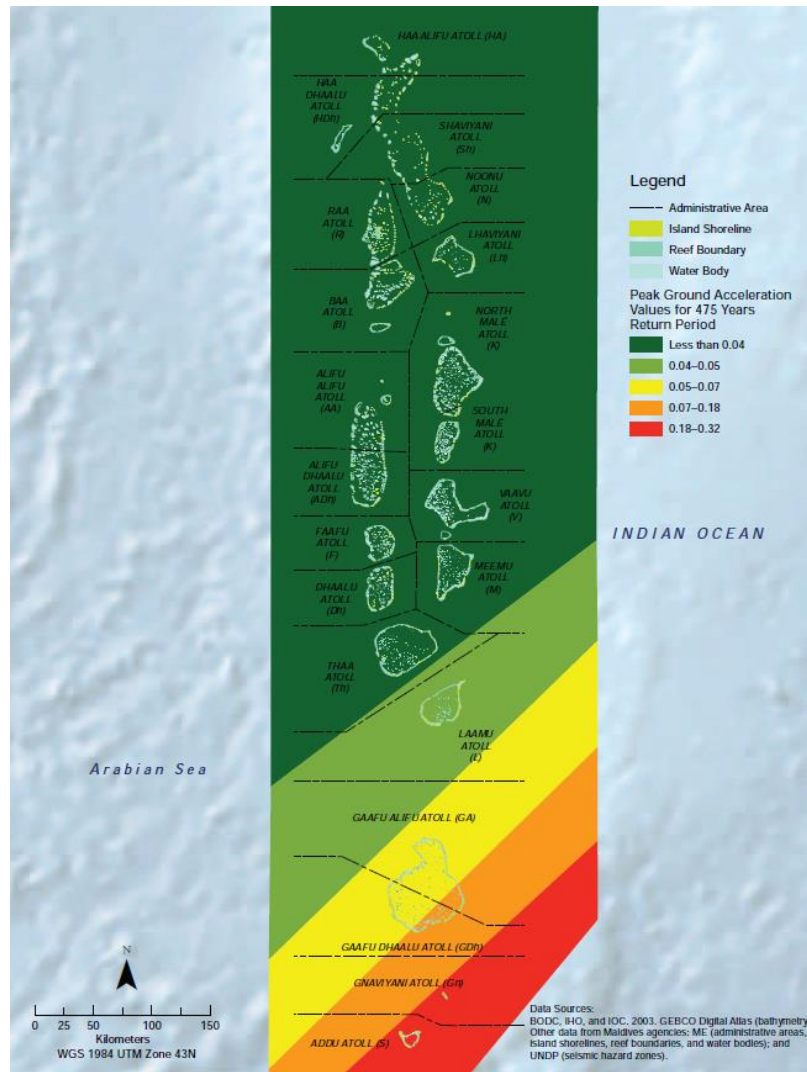 HAA ALIFU ATOLL (HA)
HAA
DHAALU
ATOLL
(HDh)
SHAVIYANI
ATOLL
(Sh)
NOONU
ATOLL
(N)
RAA
ATOLL
(R)
LHAVIYANI
ATOLL
(Lh)
BAA
ATOLL
(B)
NORTH
MALE
ATOLL
(K)
ALIFU
ALIFU
ATOLL
(AA)
SOUTH
MALE
ATOLL
(K)
ALIFU
DHAALU
ATOLL
(ADh)
VAAVU
ATOLL
(V)
FAAFU
ATOLL
(F)
MEEMU
ATOLL
(M)
DHAALU
ATOLL
(Dh)
THAA
ATOLL
(Th)
LAAMU
ATOLL
(L)
GAAFU ALIFU ATOLL (GA)
GAAFU DHAALU ATOLL (GDh)
GNAVIYANI ATOLL (Gn)
ADDU ATOLL (S)
Legend
Administrative Area
Island Shoreline
Reef Boundary
Water Body
Peak Ground Acceleration
Values for 475 Years
Return Period
Less than 0.04
0.04–0.05
0.05–0.07
0.07–0.18
0.18–0.32
INDIAN OCEAN
Arabian Sea
N
0 25 50 100 150
Kilometers
WGS 1984 UTM Zone 43N
Data Sources:
BODC, IHO, and IOC. 2003. GEBCO Digital Atlas (bathymetry
Other data from Maldives agencies: ME (administrative areas,
island shorelines, reef boundaries, and water bodies); and
UNDP (seismic hazard zones).